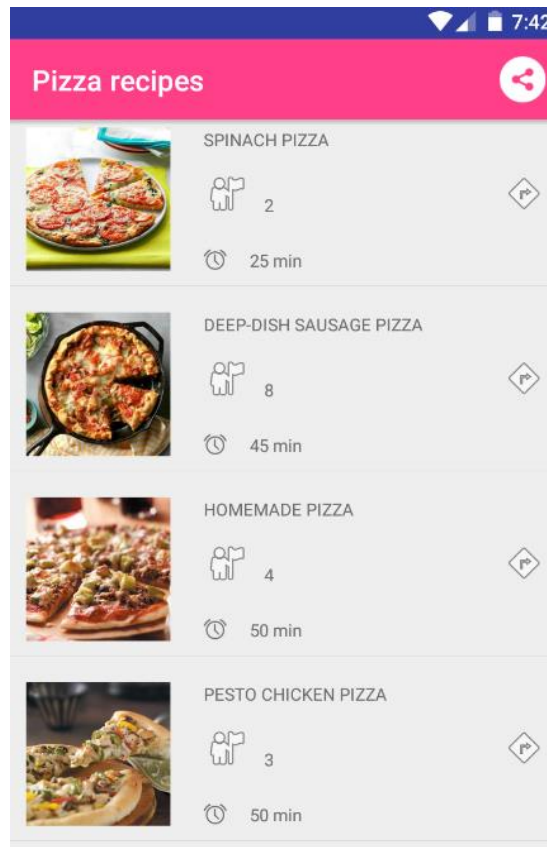 7:42
Pizza recipes
SPINACH PIZZA
2
25 min
DEEP-DISH SAUSAGE PIZZA
8
45 min
HOMEMADE PIZZA
4
50 min
PESTO CHICKEN PIZZA
3
50 min